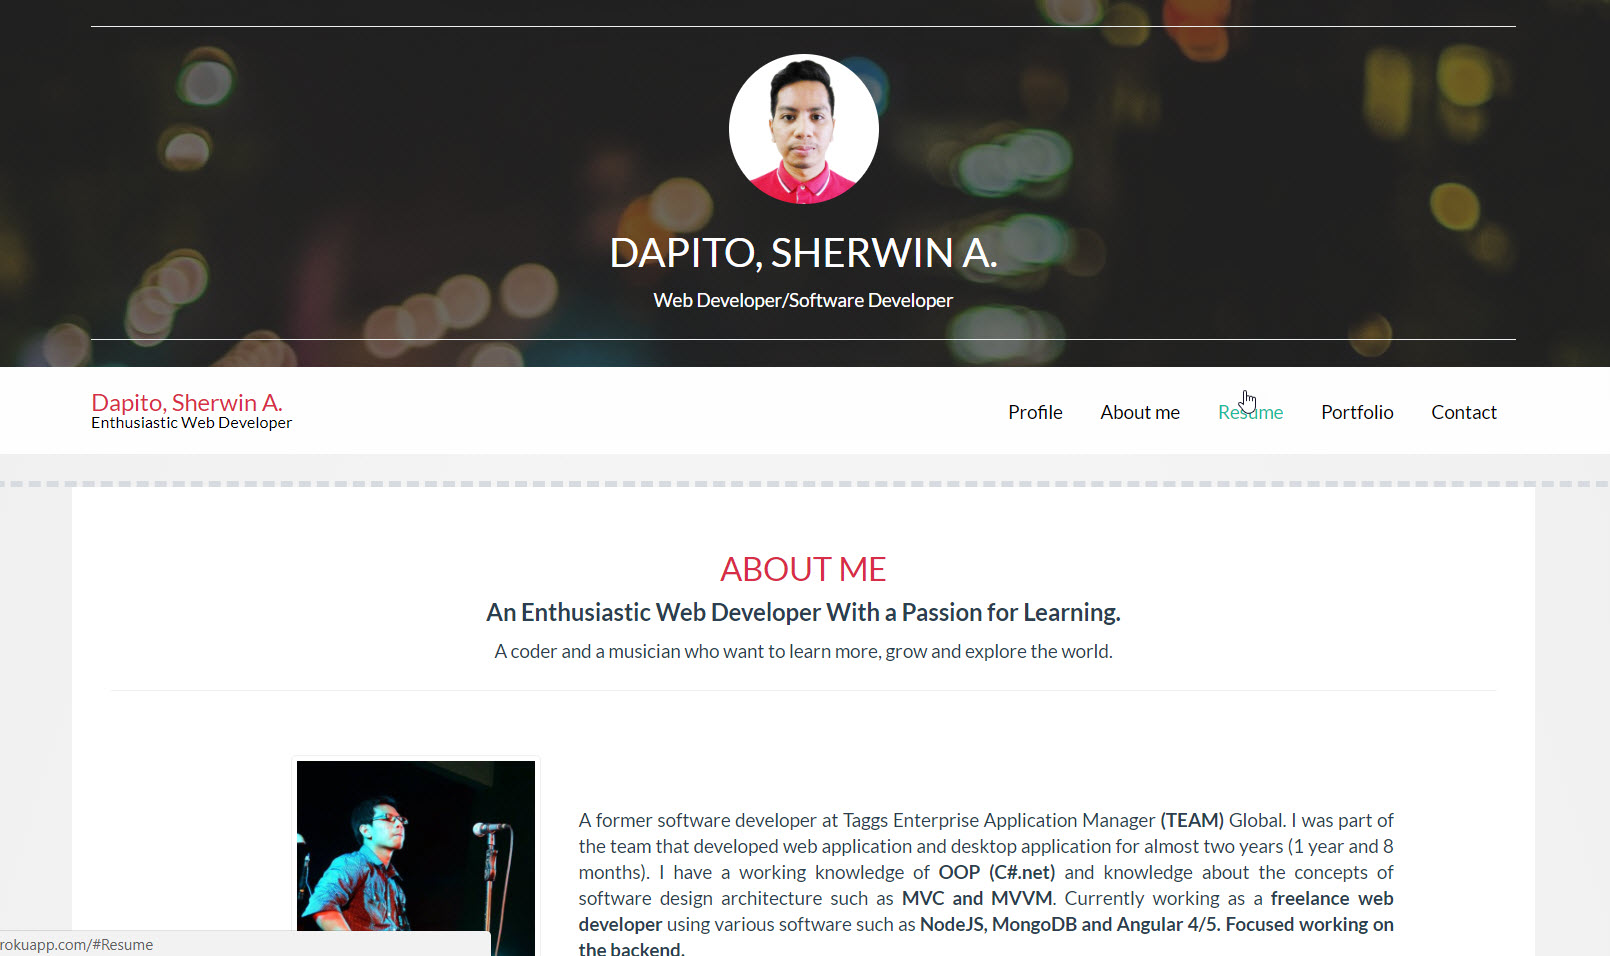 DAPITO, SHERWIN A.
Web Developer/Software Developer
Dapito, Sherwin A.
Enthusiastic Web Developer
Profile About me Resume Portfolio Contact
ABOUT ME
An Enthusiastic Web Developer With a Passion for Learning.
A coder and a musician who want to learn more, grow and explore the world.
A former software developer at Taggs Enterprise Application Manager (TEAM) Global. I was part of
the team that developed web application and desktop application for almost two years (1 year and 8
months). I have a working knowledge of OOP (C#.net) and knowledge about the concepts of
software design architecture such as MVC and MVVM. Currently working as a freelance web
developer using various software such as NodeJS, MongoDB and Angular 4/5. Focused working on
the backend.
rokuapp.com/#Resume